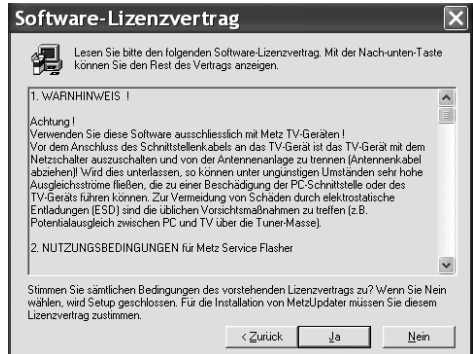 Software-Lizenzvertrag
Lesen Sie bitte den folgenden Software-Lizenzvertrag. Mit der Nach-unten-Taste
können Sie den Rest des Vertrags anzeigen.
1. WARNHINWEIS !
Achtung !
Verwenden Sie diese Software ausschliesslich mit Metz TV-Geräten !
Vor dem Anschluss des Schnittstellenkabels an das TV-Gerät ist das TV-Gerät mit dem
Netzschalter auszuschalten und von der Antennenanlage zu trennen (Antennenkabel
abziehen)! Wird dies unterlassen, so können unter ungünstigen Umständen sehr hohe
Ausgleichsströme fließen, die zu einer Beschädigung der PC-Schnittstelle oder des
TV-Geräts führen können. Zur Vermeidung von Schäden durch elektrostatische
Entladungen (ESD) sind die üblichen Vorsichtsmaßnahmen zu treffen (z.B.
Potentialausgleich zwischen PC und TV über die Tuner-Masse).
2. NUTZUNGSBEDINGUNGEN für Metz Service Flasher
Stimmen Sie sämtlichen Bedingungen des vorstehenden Lizenzvertrags zu? Wenn Sie Nein
wählen, wird Setup geschlossen. Für die Installation von MetzUpdater müssen Sie diesem
Lizenzvertrag zustimmen.
< Zurück
Ja
Nein